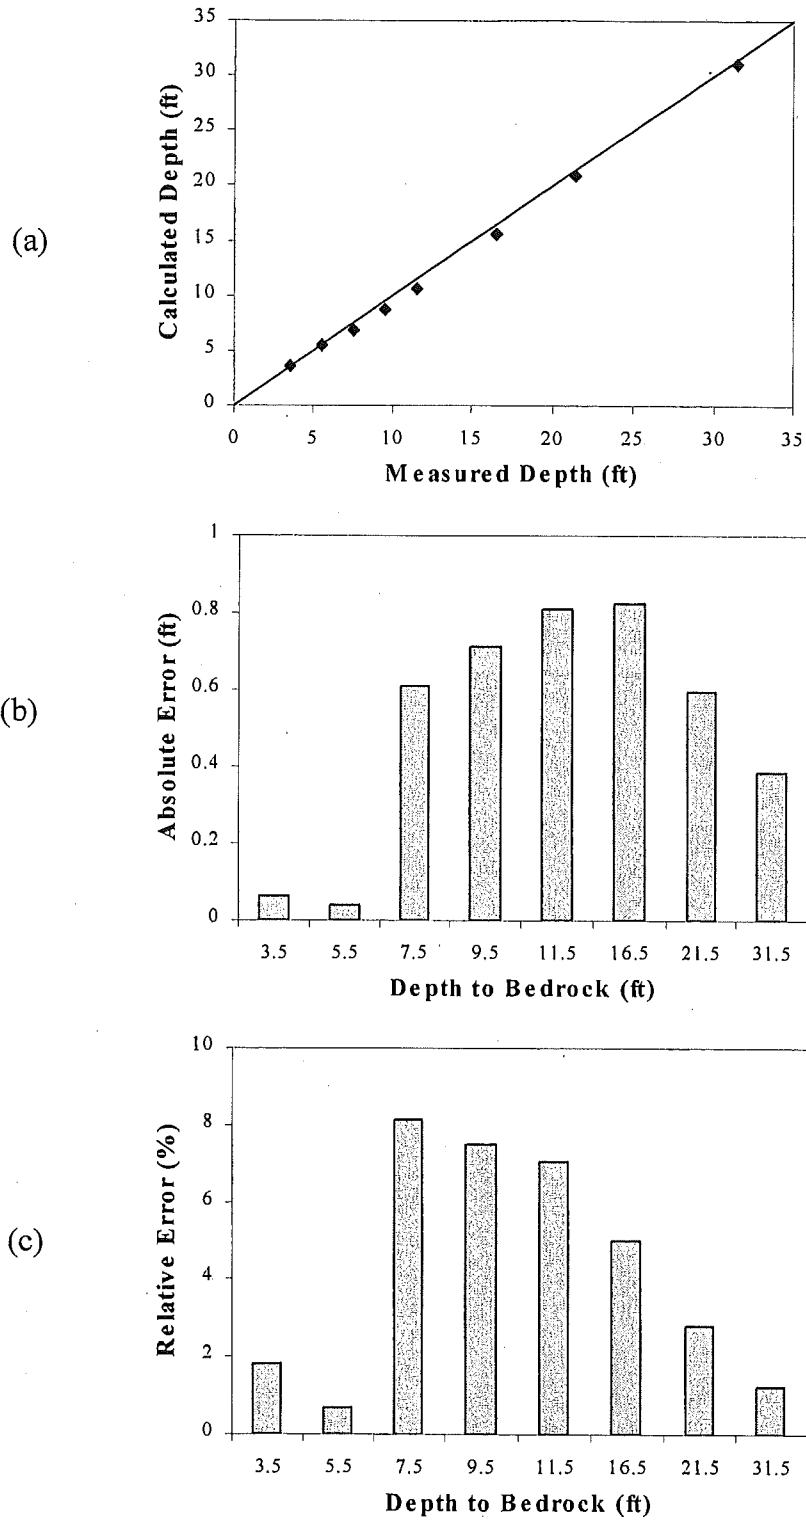 (a)
Calculated Depth (ft)
35
30
25
20
15
10
5
0
0 5 10 15 20 25 30 35
Measured Depth (ft)
(b)
Absolute Error (ft)
1
0.8
0.6
0.4
0.2
0
3.5 5.5 7.5 9.5 11.5 16.5 21.5 31.5
Depth to Bedrock (ft)
(c)
Relative Error (%)
10
8
6
4
2
0
3.5 5.5 7.5 9.5 11.5 16.5 21.5 31.5
Depth to Bedrock (ft)